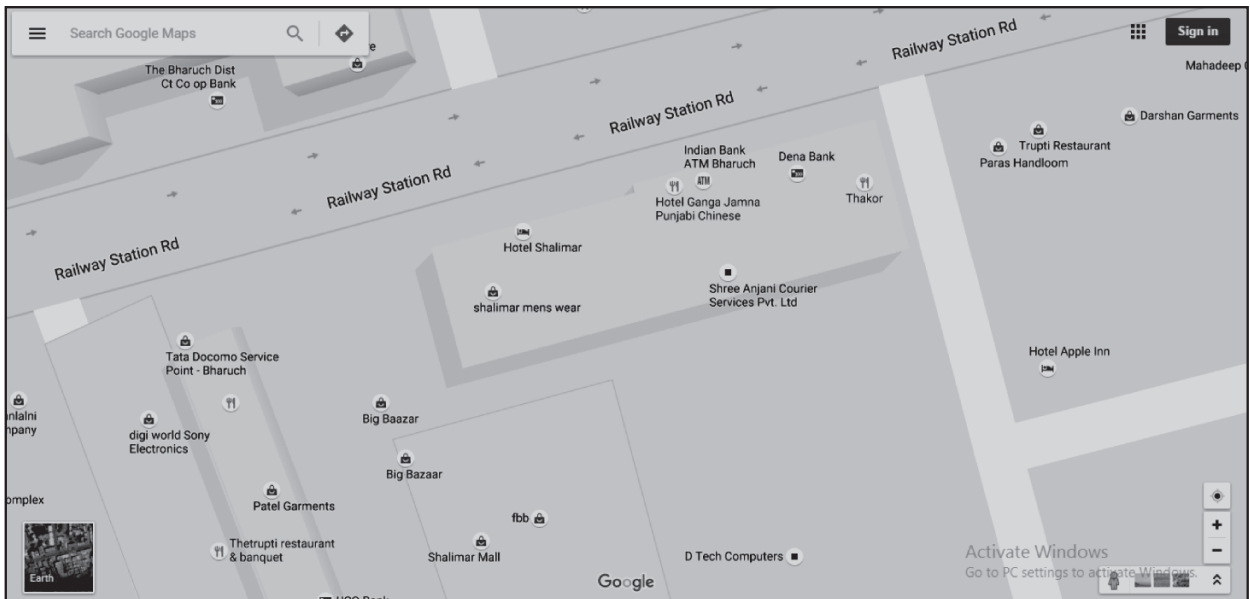 Search Google Maps
Sign in
Railway Station Rd
The Bharuch Dist
Ct Co op Bank
Mahadeep
Railway Station Rd
Darshan Garments
Trupti Restaurant
Paras Handloom
Indian Bank
ATM Bharuch
Dena Bank
ATM
Railway Station Rd
Thakor
Hotel Ganga Jamna
Punjabi Chinese
Railway Station Rd
Hotel Shalimar
Shree Anjani Courier
Services Pvt. Ltd
shalimar mens wear
Tata Docomo Service
Point - Bharuch
Hotel Apple Inn
Big Baazar
digi world Sony
Electronics
Big Bazaar
Patel Garments
fbb
Thetrupti restaurant
& banquet
Shalimar Mall
D Tech Computers
Activate Windows
Go to PC settings to activate Windows.
Earth
Google